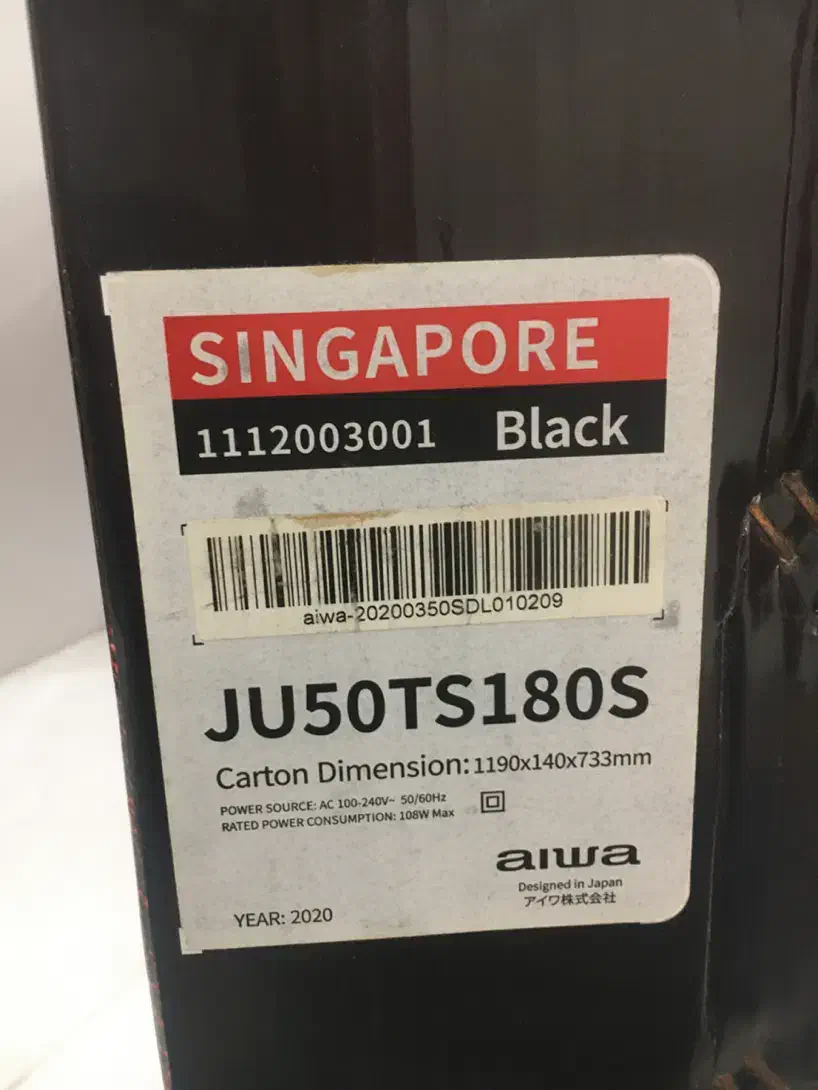 SINGAPORE
1112003001 Black
aiwa-20200350SDL010209
JU50TS180S
Carton Dimension: 1190x140x733mm
POWER SOURCE: AC 100-240V~ 50/60Hz
RATED POWER CONSUMPTION: 108W Max
aiwa
Designed in Japan
アイワ株式会社
YEAR: 2020